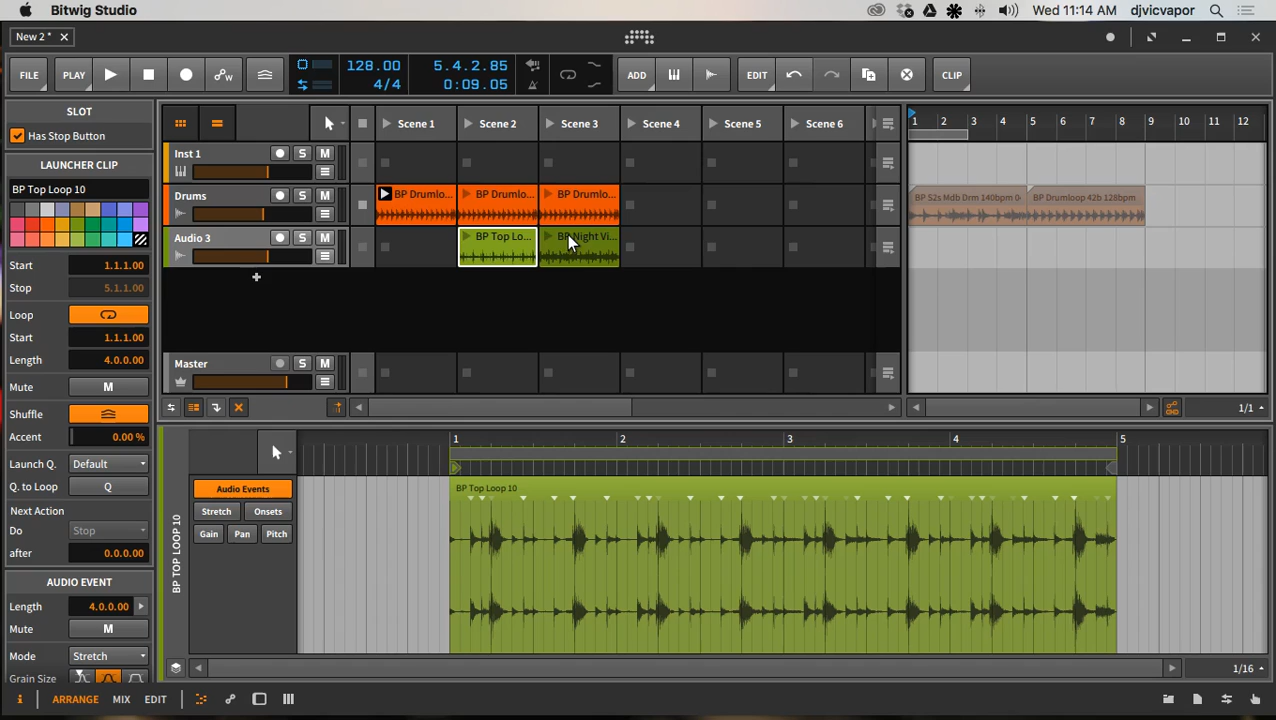 Bitwig Studio
Wed 11:14 AM djvicvapor
New 2 *
FILE PLAY 128.00 5.4.2.85 ADD EDIT CLIP
4/4 0:09.05
SLOT
Has Stop Button
LAUNCHER CLIP
BP Top Loop 10
Start 1.1.1.00
Stop 5.1.1.00
Loop
Start 1.1.1.00
Length 4.0.0.00
Mute M
Shuffle
Accent 0.00 %
Launch Q. Default
Q. to Loop Q
Next Action
Do Stop
after 0.0.0.00
AUDIO EVENT
Length 4.0.0.00
Mute M
Mode Stretch
Grain Size
Scene 1 Scene 2 Scene 3 Scene 4 Scene 5 Scene 6
Inst 1 S M
Drums S M BP Drumlo... BP Drumlo... BP Drumlo...
Audio 3 S M BP Top Lo... BP Night Vi...
Master S M
1 2 3 4 5 6 7 8 9 10 11 12
BP Drumloop 42b 128bpm
1/1
1 2 3 4 5
BP TOP LOOP 10
Audio Events
Stretch Onsets
Gain Pan Pitch
BP Top Loop 10
1/16
i ARRANGE MIX EDIT